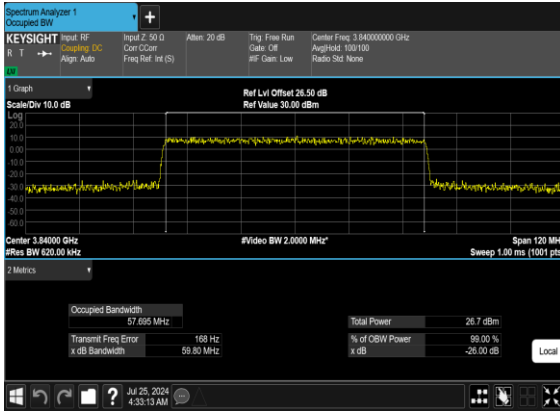 Spectrum Analyzer 1
Occupied BW
+
KEYSIGHT
R T
LXI
Input: RF
Coupling: DC
Align: Auto
Input Z: 50 Ω
Corr CCorr
Freq Ref: Int (S)
Atten: 20 dB
Trig: Free Run
Gate: Off
#IF Gain: Low
Center Freq: 3.840000000 GHz
Avg|Hold: 100/100
Radio Std: None
1 Graph
Scale/Div 10.0 dB
Ref Lvl Offset 26.50 dB
Ref Value 30.00 dBm
Log
20.0
10.0
0.00
-10.0
-20.0
-30.0
-40.0
-50.0
-60.0
Center 3.84000 GHz
#Res BW 620.00 kHz
#Video BW 2.0000 MHz*
Span 120 MH
Sweep 1.00 ms (1001 pts
2 Metrics
Occupied Bandwidth
57.695 MHz
Transmit Freq Error 168 Hz
x dB Bandwidth 59.80 MHz
Total Power 26.7 dBm
% of OBW Power 99.00 %
x dB -26.00 dB
Local
?
Jul 25, 2024
4:33:13 AM